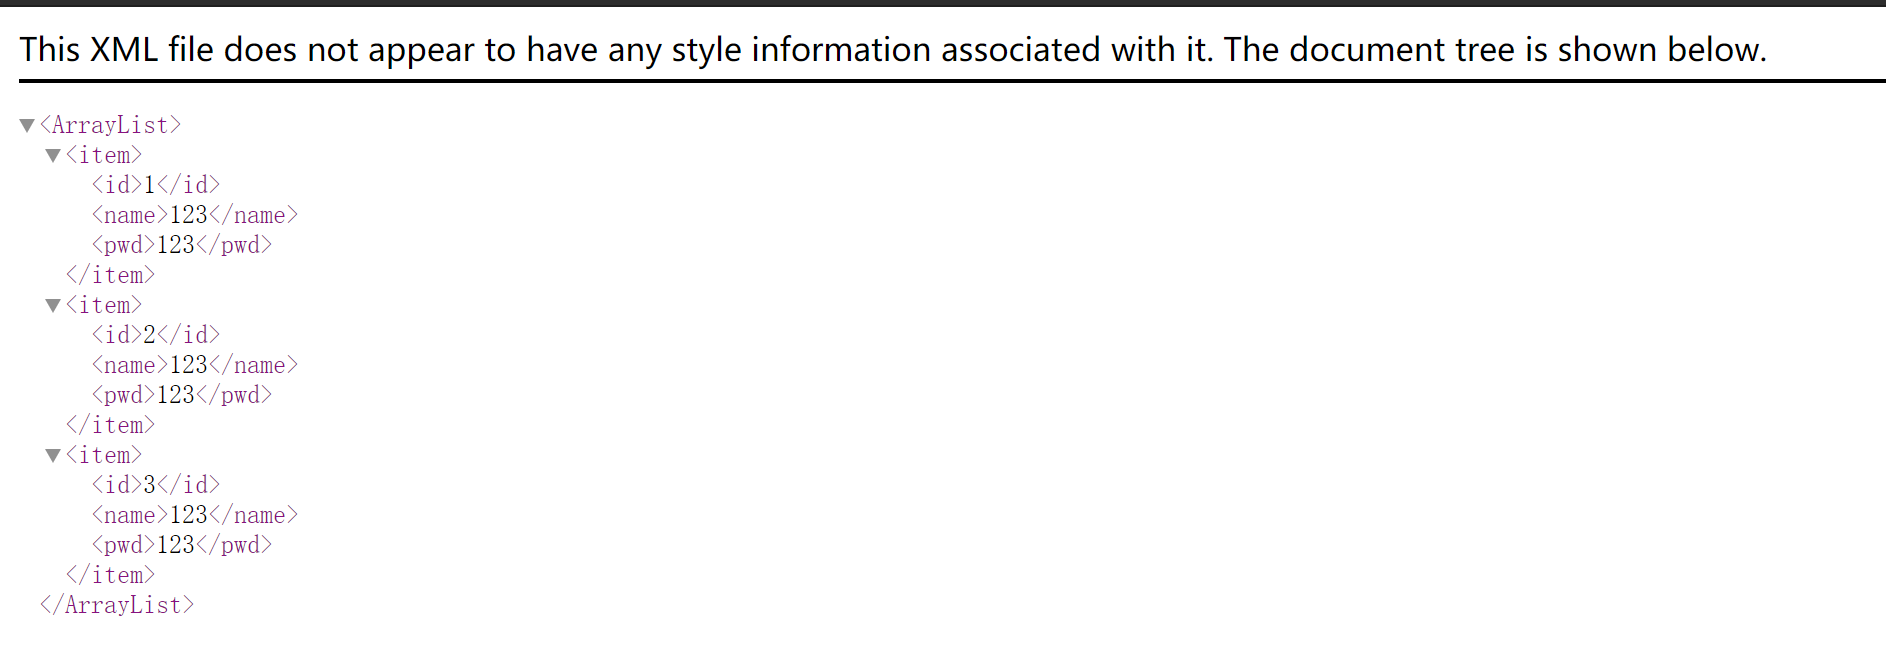 This XML file does not appear to have any style information associated with it. The document tree is shown below.
▼<ArrayList>
▼<item>
<id>1</id>
<name>123</name>
<pwd>123</pwd>
</item>
▼<item>
<id>2</id>
<name>123</name>
<pwd>123</pwd>
</item>
▼<item>
<id>3</id>
<name>123</name>
<pwd>123</pwd>
</item>
</ArrayList>